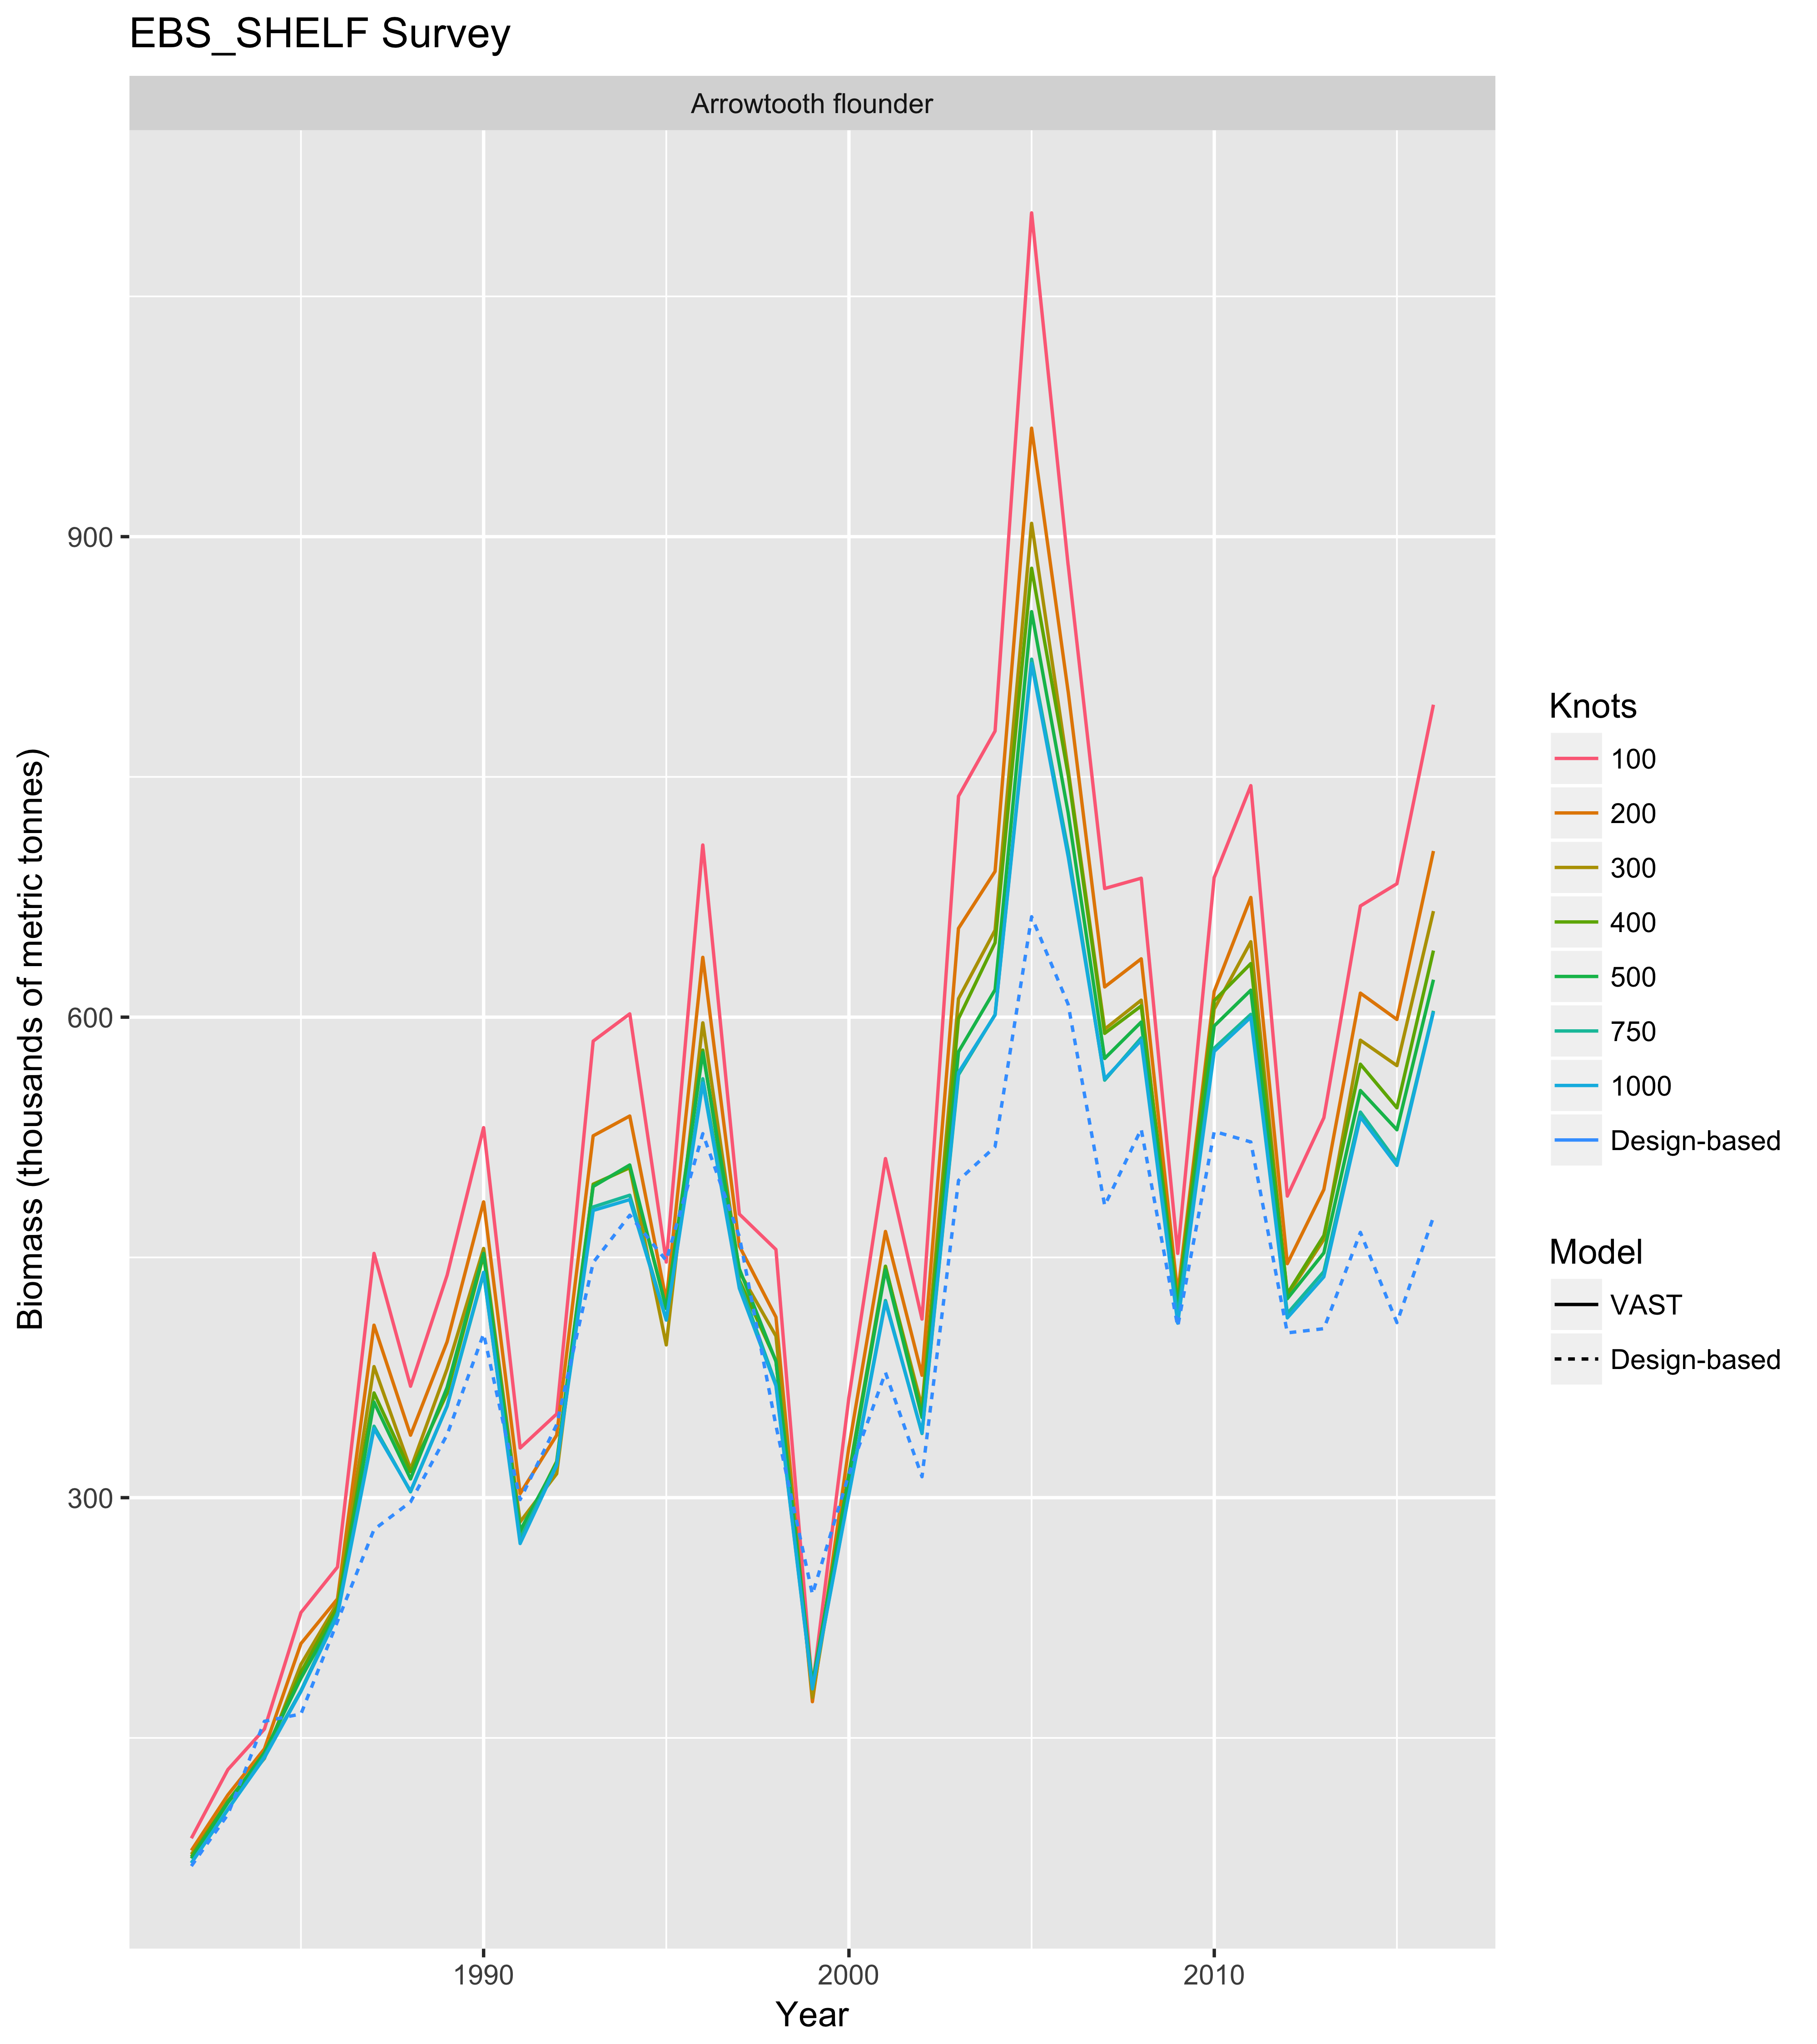 EBS_SHELF Survey
Arrowtooth flounder
Biomass (thousands of metric tonnes)
900
600
300
1990
2000
2010
Year
Knots
100
200
300
400
500
750
1000
Design-based
Model
VAST
Design-based